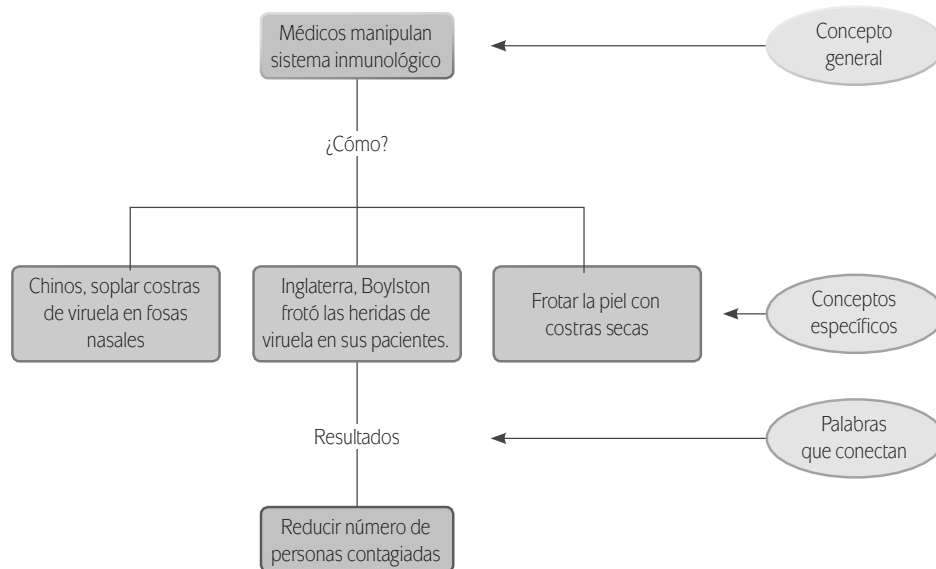 Médicos manipulan
sistema inmunológico
Concepto
general
¿Cómo?
Chinos, soplar costras
de viruela en fosas
nasales
Inglaterra, Boylston
frotó las heridas de
viruela en sus pacientes.
Frotar la piel con
costras secas
Conceptos
específicos
Resultados
Palabras
que conectan
Reducir número de
personas contagiadas